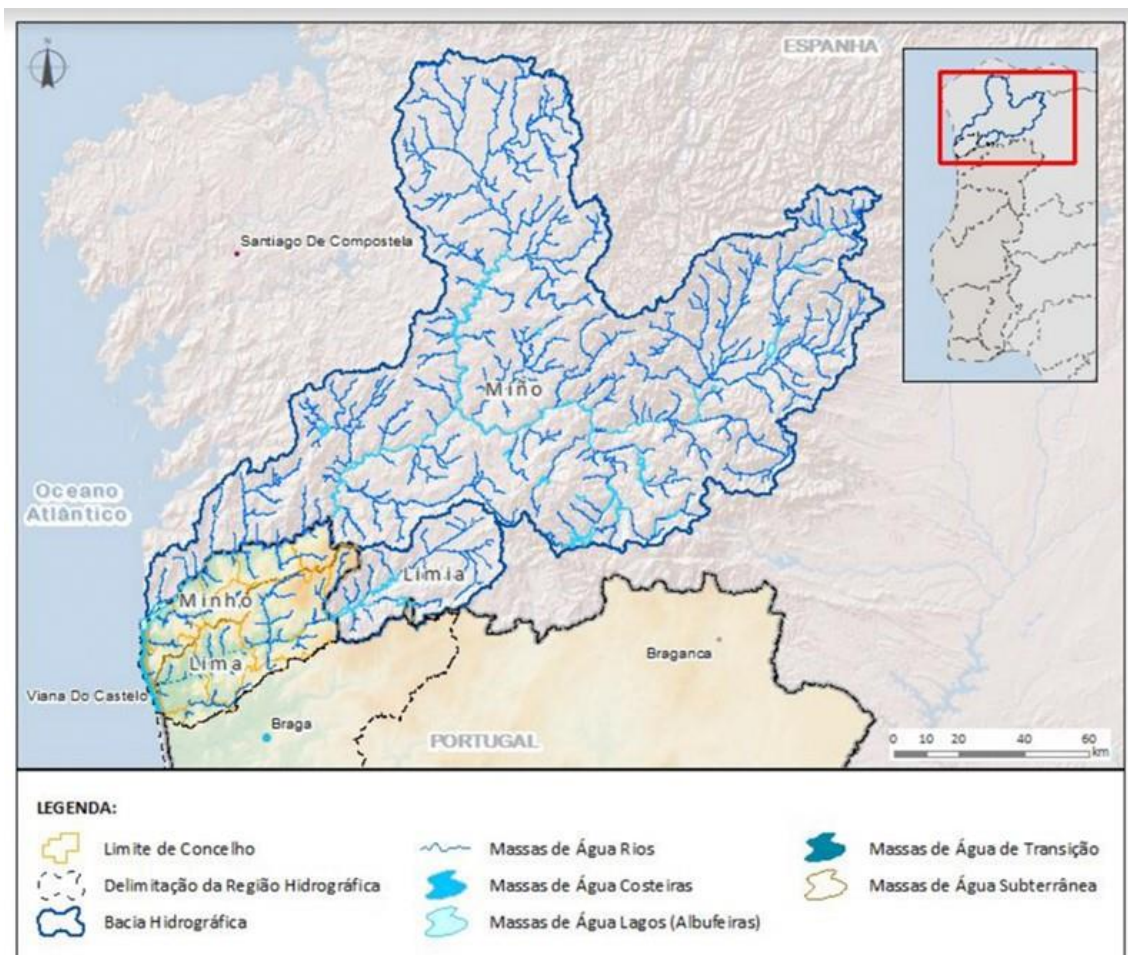 N
ESPANHA
Santiago De Compostela
Miño
Oceano
Atlântico
Limia
Minho
Lima
Braganca
Viana Do Castelo
Braga
PORTUGAL
0 10 20 40 60
km
LEGENDA:
Limite de Concelho
Delimitação da Região Hidrográfica
Bacia Hidrográfica
Massas de Água Rios
Massas de Água Costeiras
Massas de Água Lagos (Albufeiras)
Massas de Água de Transição
Massas de Água Subterrânea